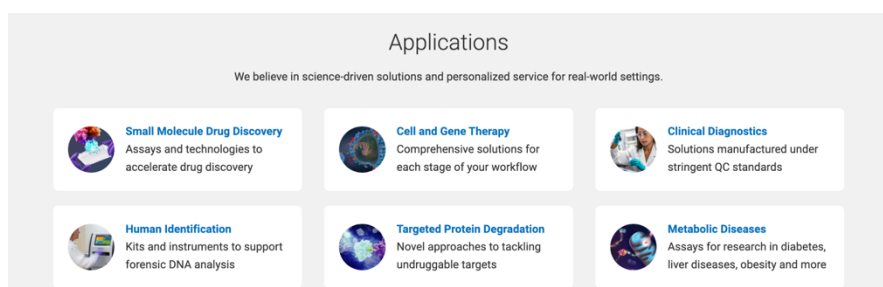 Applications
We believe in science-driven solutions and personalized service for real-world settings.
Small Molecule Drug Discovery
Assays and technologies to
accelerate drug discovery
Cell and Gene Therapy
Comprehensive solutions for
each stage of your workflow
Clinical Diagnostics
Solutions manufactured under
stringent QC standards
Human Identification
Kits and instruments to support
forensic DNA analysis
Targeted Protein Degradation
Novel approaches to tackling
undruggable targets
Metabolic Diseases
Assays for research in diabetes,
liver diseases, obesity and more